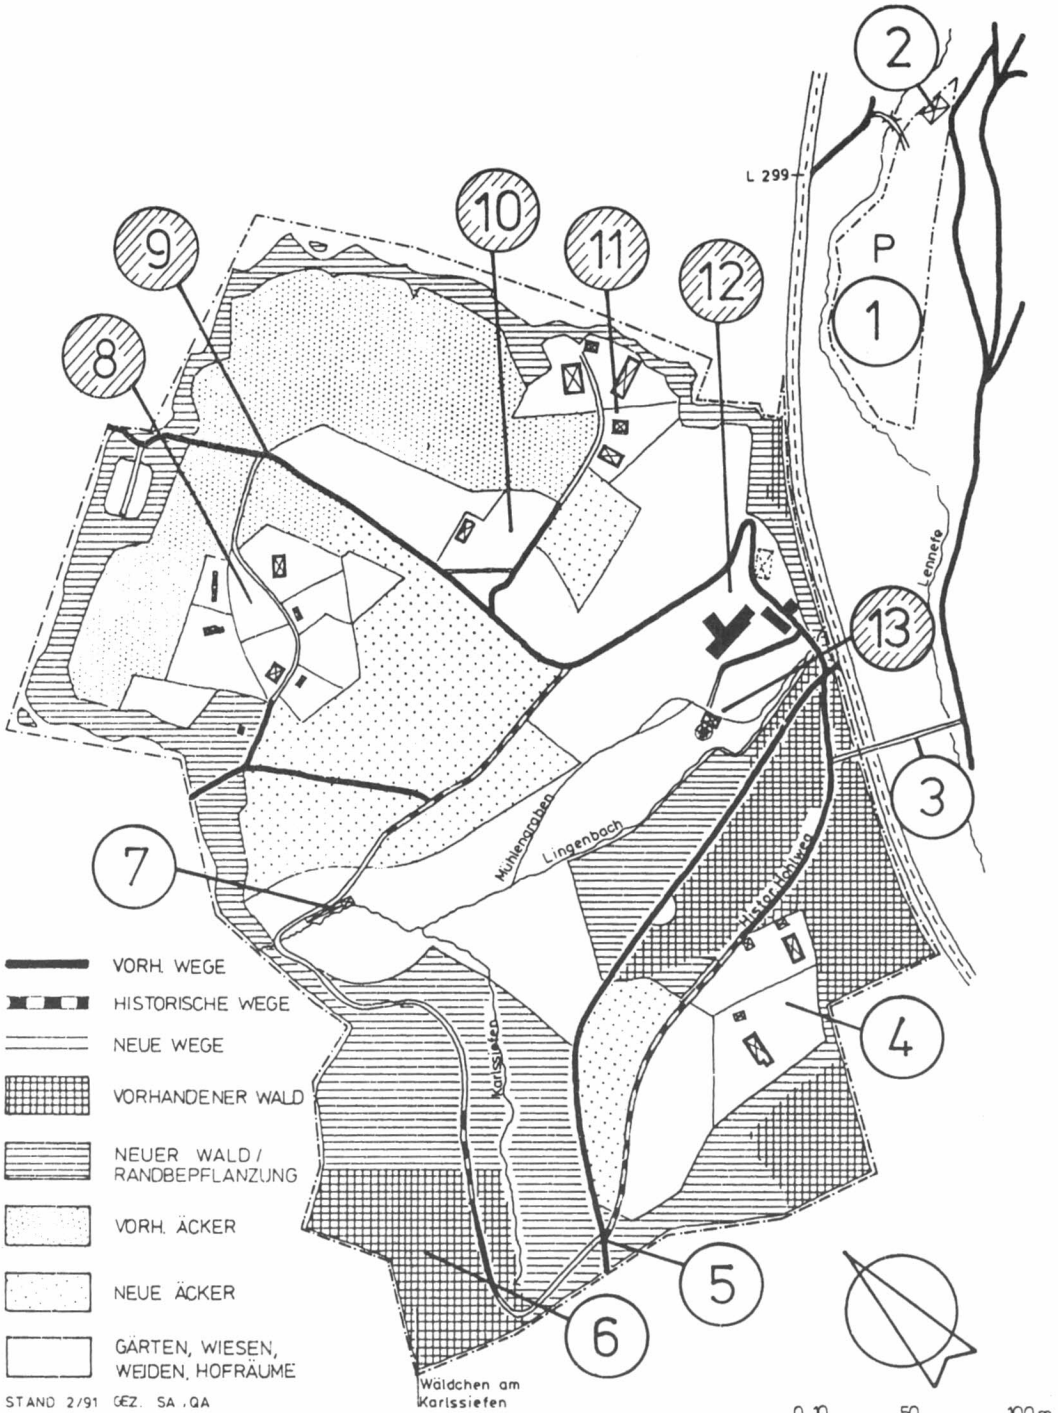 2
L 299
P
1
10
11
9
12
8
Lennefe
13
3
Mühlengraben
Lingenbach
7
Histor. Hohlweg
VORH. WEGE
HISTORISCHE WEGE
NEUE WEGE
4
Karlssiefen
VORHANDENER WALD
NEUER WALD /
RANDBEPFLANZUNG
VORH. ÄCKER
NEUE ÄCKER
5
6
GÄRTEN, WIESEN,
WEIDEN, HOFRÄUME
Wäldchen am
Karlssiefen
STAND 2/91 GEZ. SA, QA
0 10 50 100 m